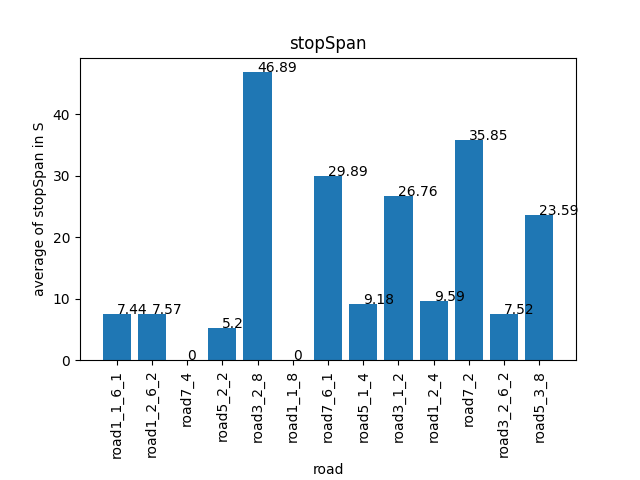 stopSpan
average of stopSpan in S
40
30
20
10
0
7.44
7.57
0
5.2
46.89
0
29.89
9.18
26.76
9.59
35.85
7.52
23.59
road1_1_6_1
road1_2_6_2
road7_4
road5_2_2
road3_2_8
road1_1_8
road7_6_1
road5_1_4
road3_1_2
road1_2_4
road7_2
road3_2_6_2
road5_3_8
road